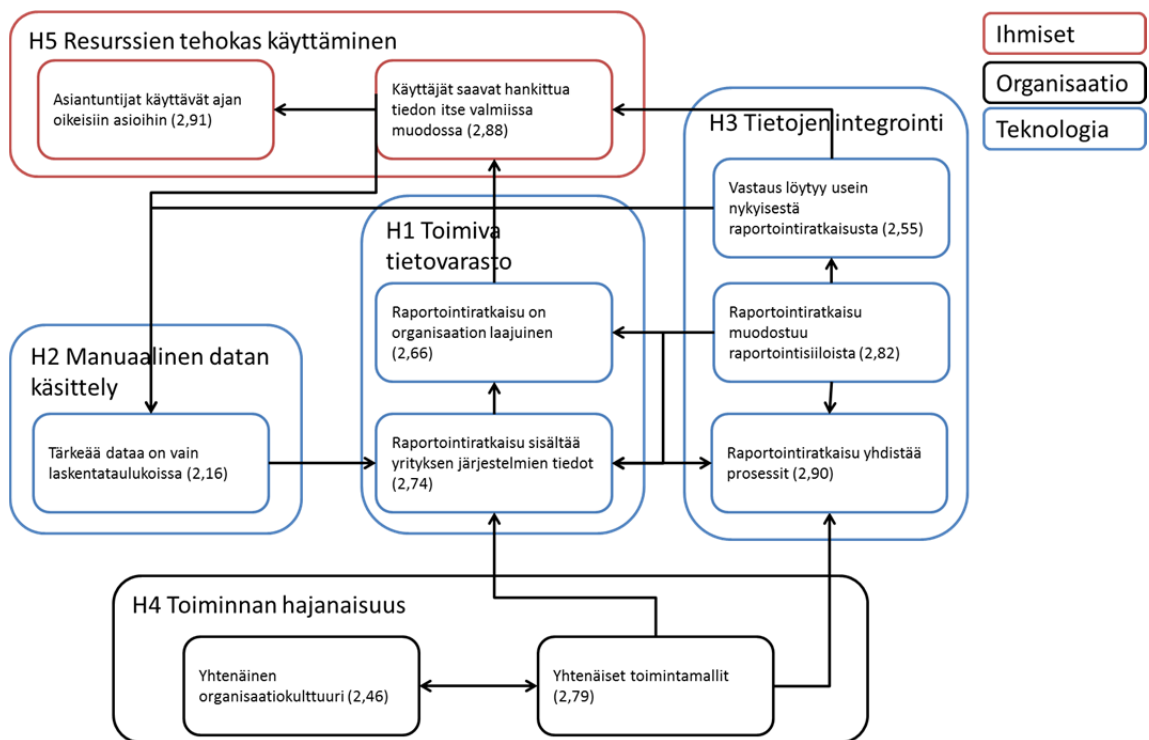 H5 Resurssien tehokas käyttäminen
Asiantuntijat käyttävät ajan
oikeisiin asioihin (2,91)
Käyttäjät saavat hankittua
tiedon itse valmiissa
muodossa (2,88)
Ihmiset
Organisaatio
Teknologia
H3 Tietojen integrointi
Vastaus löytyy usein
nykyisestä
raportointiratkaisusta (2,55)
Raportointiratkaisu
muodostuu
raportointisiiloista (2,82)
Raportointiratkaisu yhdistää
prosessit (2,90)
H1 Toimiva
tietovarasto
Raportointiratkaisu on
organisaation laajuinen
(2,66)
Raportointiratkaisu sisältää
yrityksen järjestelmien tiedot
(2,74)
H2 Manuaalinen datan
käsittely
Tärkeää dataa on vain
laskentataulukoissa (2,16)
H4 Toiminnan hajanaisuus
Yhtenäinen
organisaatiokulttuuri (2,46)
Yhtenäiset toimintamallit
(2,79)